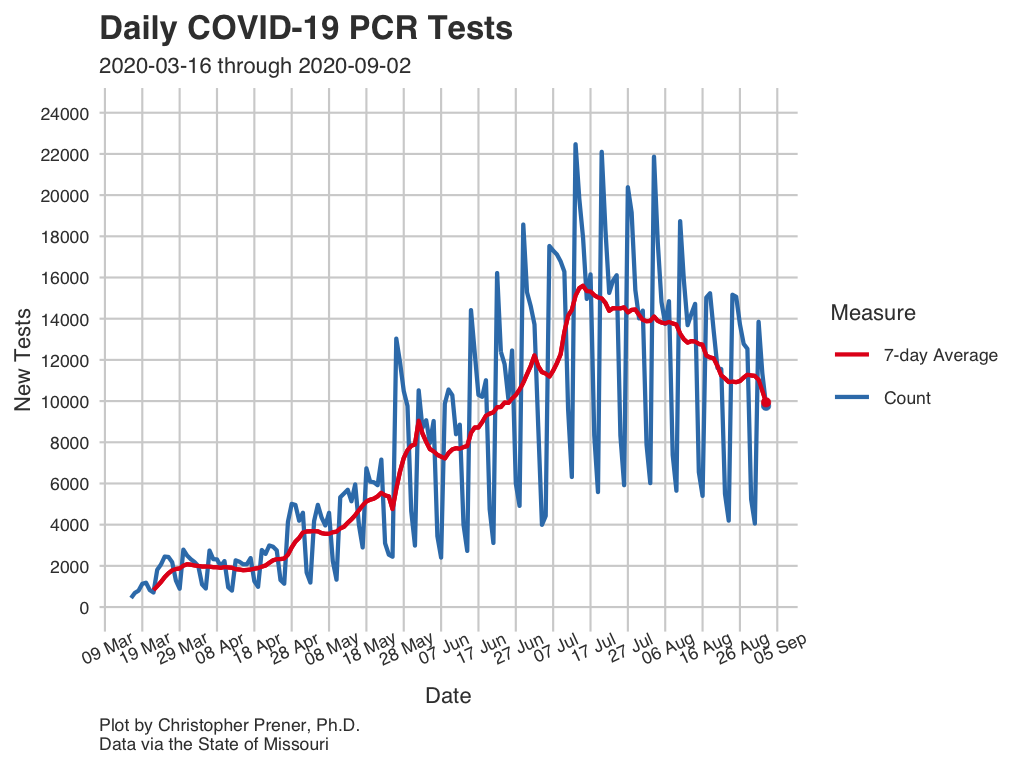 Daily COVID-19 PCR Tests
2020-03-16 through 2020-09-02
24000
22000
20000
18000
16000
14000
12000
10000
8000
6000
4000
2000
0
New Tests
09 Mar
19 Mar
29 Mar
08 Apr
18 Apr
28 Apr
08 May
18 May
28 May
07 Jun
17 Jun
27 Jun
07 Jul
17 Jul
27 Jul
06 Aug
16 Aug
26 Aug
05 Sep
Date
Measure
7-day Average
Count
Plot by Christopher Prener, Ph.D.
Data via the State of Missouri